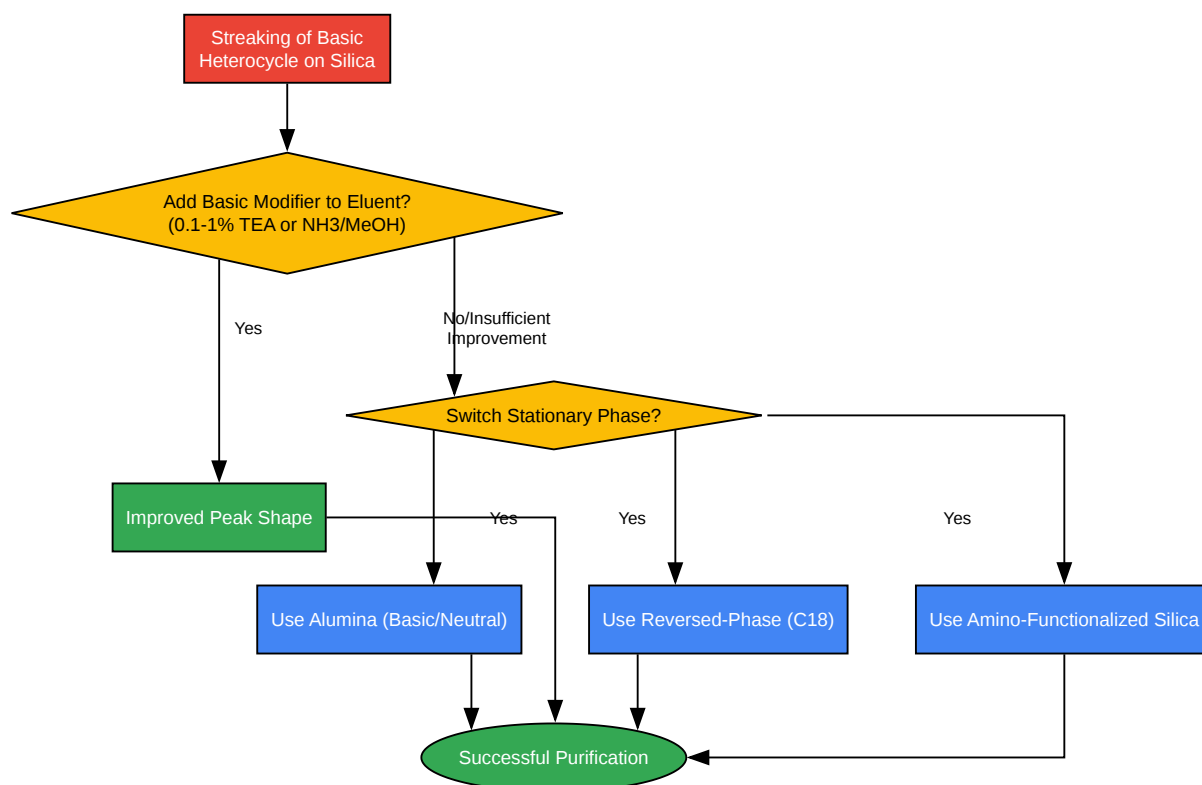 Streaking of Basic
Heterocycle on Silica
Add Basic Modifier to Eluent?
(0.1-1% TEA or NH3/MeOH)
Yes
No/Insufficient
Improvement
Switch Stationary Phase?
Improved Peak Shape
Yes
Yes
Yes
Use Alumina (Basic/Neutral)
Use Reversed-Phase (C18)
Use Amino-Functionalized Silica
Successful Purification